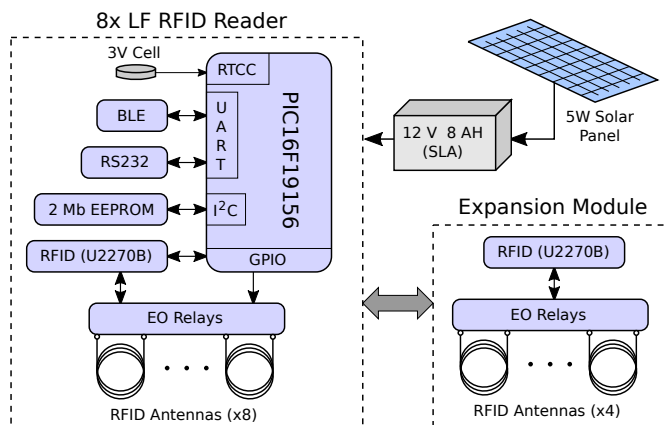 8x LF RFID Reader
3V Cell
RTCC
BLE
UART
RS232
PIC16F19156
2 Mb EEPROM
I²C
RFID (U2270B)
GPIO
EO Relays
RFID Antennas (x8)
5W Solar
Panel
12 V 8 AH
(SLA)
Expansion Module
RFID (U2270B)
EO Relays
RFID Antennas (x4)